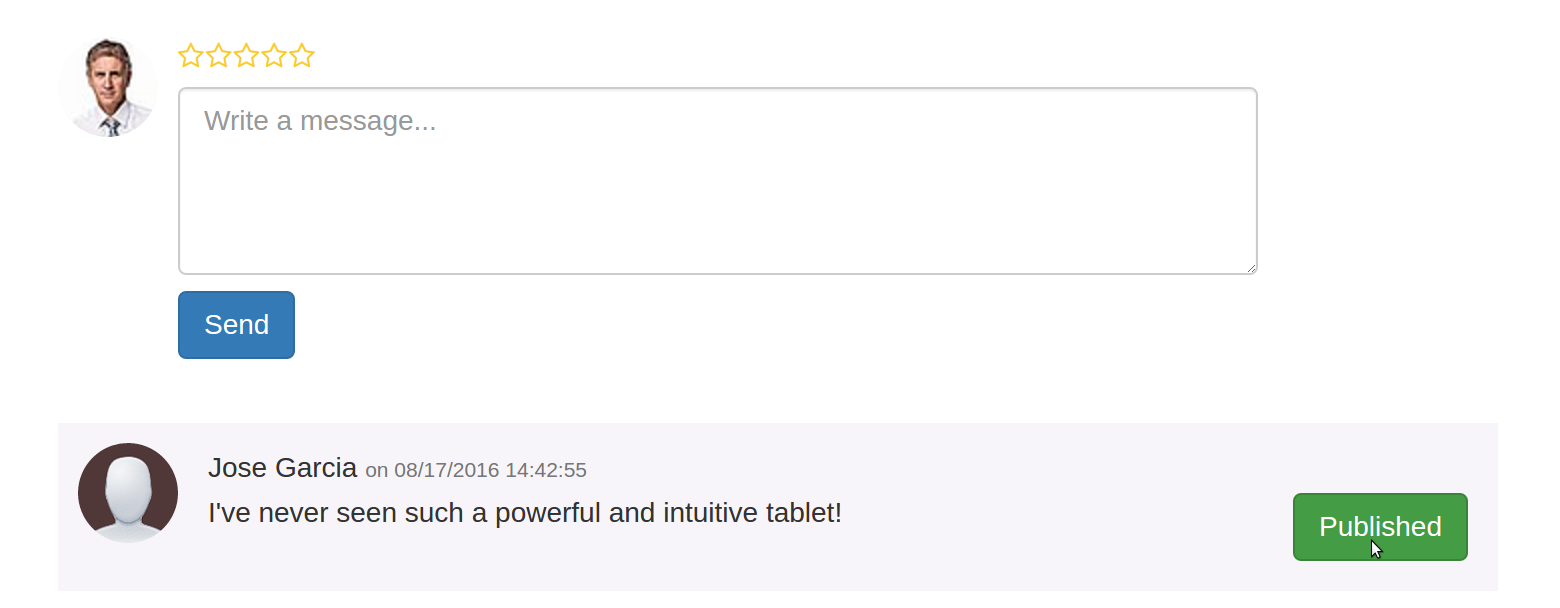 Write a message...
Send
Jose Garcia on 08/17/2016 14:42:55
I've never seen such a powerful and intuitive tablet!
Published